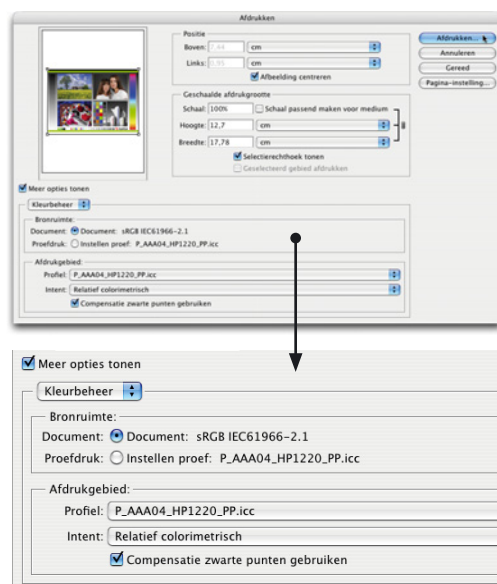 Afdrukken
Positie
Boven: 7.44 cm
Links: 0.95 cm
Afbeelding centreren
Geschaalde afdrukgrootte
Schaal: 100% Schaal passend maken voor medium
Hoogte: 12,7 cm
Breedte: 17,78 cm
Selectierechthoek tonen
Geselecteerd gebied afdrukken
Afdrukken...
Annuleren
Gereed
Pagina-instelling...
Meer opties tonen
Kleurbeheer
Bronruimte:
Document: Document: sRGB IEC61966-2.1
Proefdruk: Instellen proef: P_AAA04_HP1220_PP.icc
Afdrukgebied:
Profiel: P_AAA04_HP1220_PP.icc
Intent: Relatief colorimetrisch
Compensatie zwarte punten gebruiken
Meer opties tonen
Kleurbeheer
Bronruimte:
Document: Document: sRGB IEC61966-2.1
Proefdruk: Instellen proef: P_AAA04_HP1220_PP.icc
Afdrukgebied:
Profiel: P_AAA04_HP1220_PP.icc
Intent: Relatief colorimetrisch
Compensatie zwarte punten gebruiken